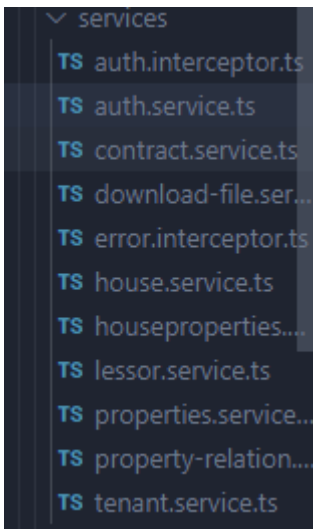 services
TS auth.interceptor.ts
TS auth.service.ts
TS contract.service.ts
TS download-file.ser...
TS error.interceptor.ts
TS house.service.ts
TS houseproperties....
TS lessor.service.ts
TS properties.service...
TS property-relation....
TS tenant.service.ts